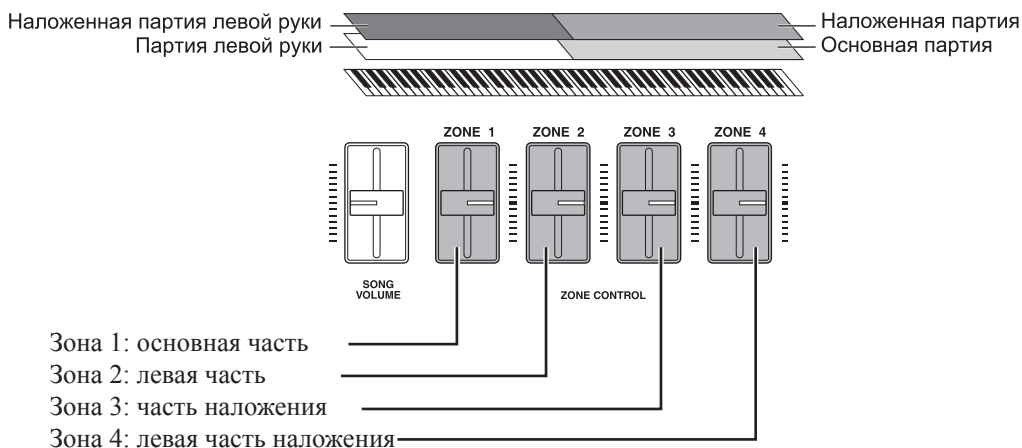 Наложенная партия левой руки
Наложенная партия
Партия левой руки
Основная партия
ZONE 1 ZONE 2 ZONE 3 ZONE 4
SONG
VOLUME
ZONE CONTROL
Зона 1: основная часть
Зона 2: левая часть
Зона 3: часть наложения
Зона 4: левая часть наложения